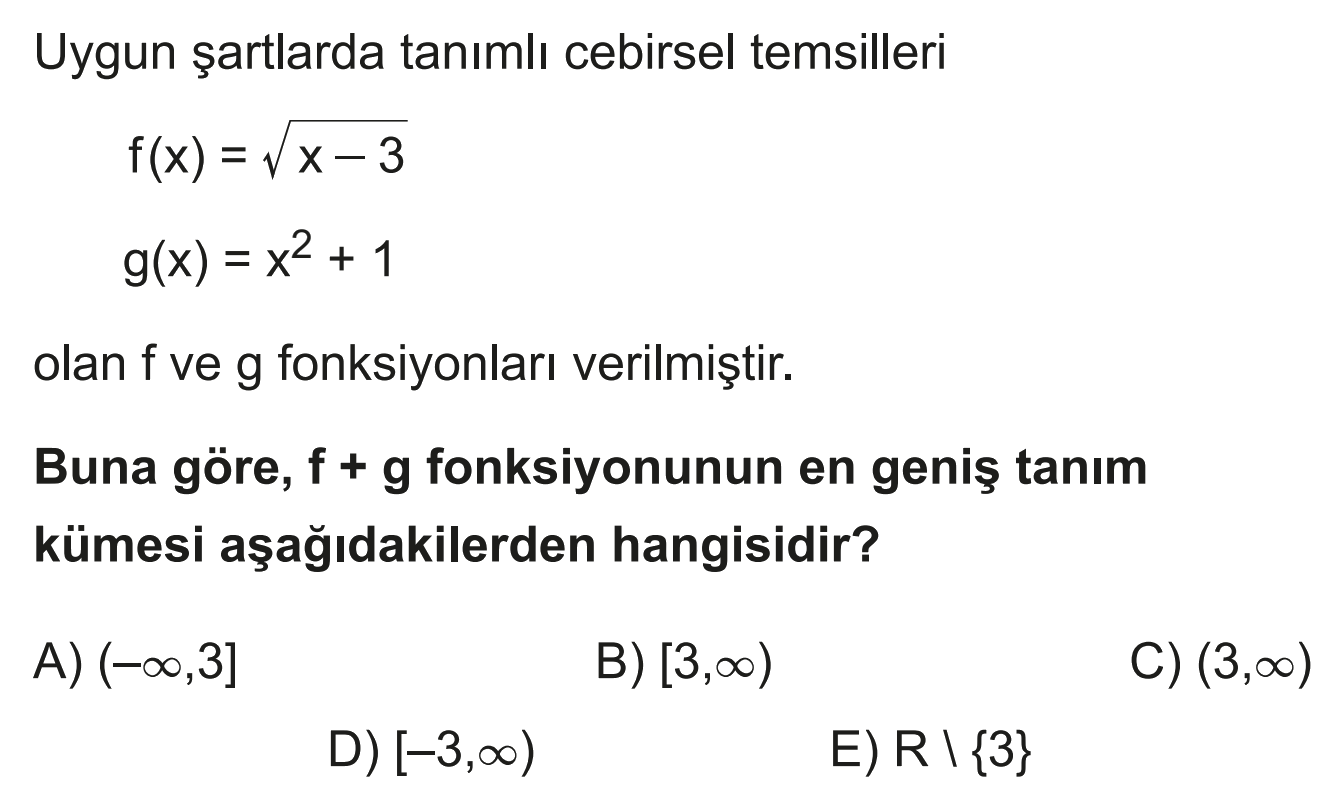 Uygun şartlarda tanımlı cebirsel temsilleri
f(x) = √x – 3
g(x) = x² + 1
olan f ve g fonksiyonları verilmiştir.
Buna göre, f + g fonksiyonunun en geniş tanım
kümesi aşağıdakilerden hangisidir?
A) (–∞,3] B) [3,∞) C) (3,∞)
D) [–3,∞) E) R \ {3}